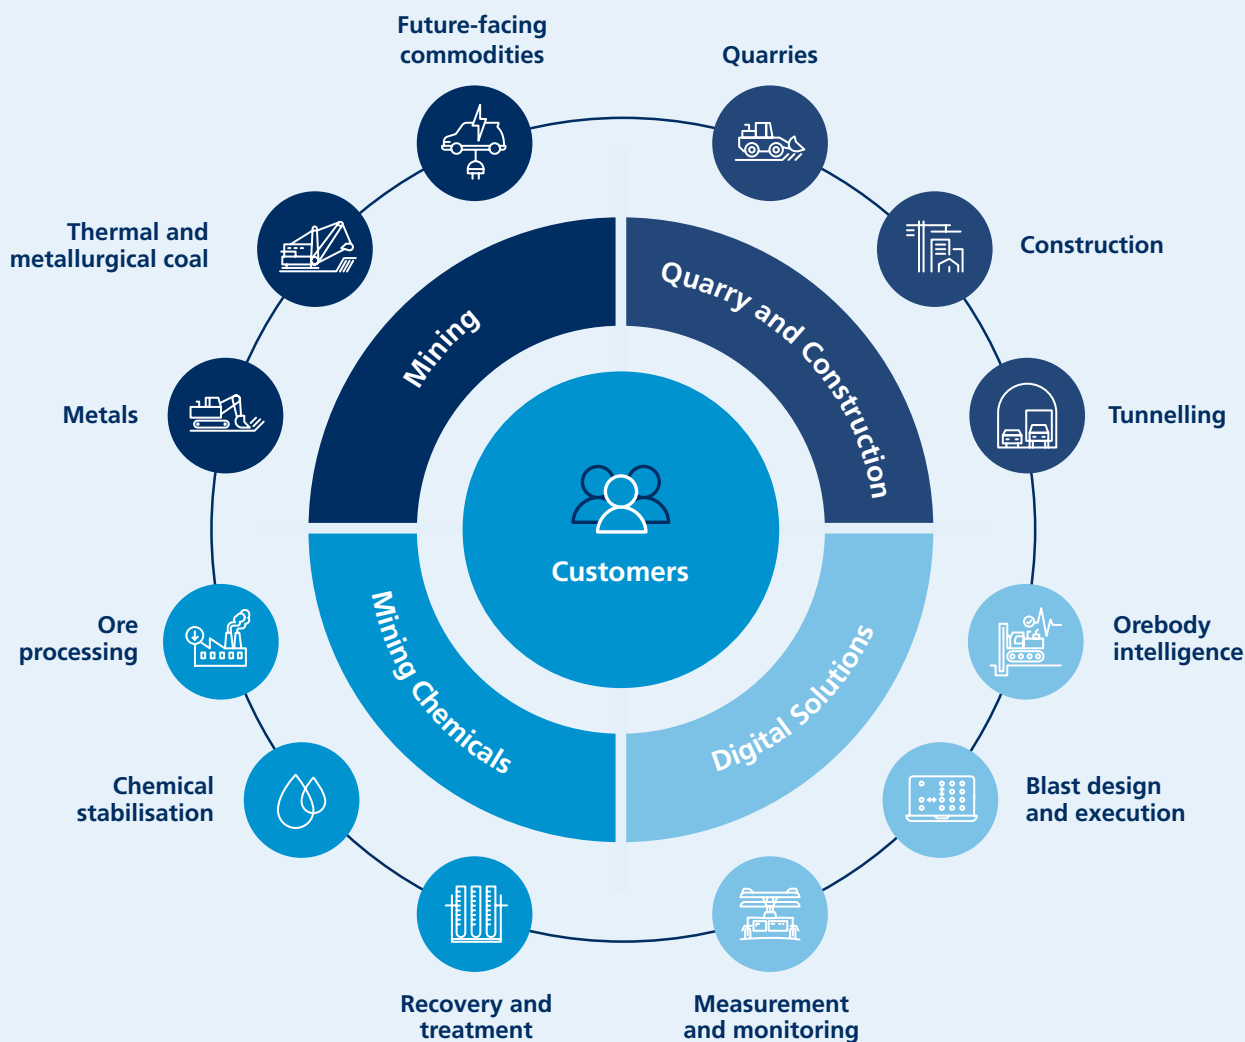 Future-facing
commodities
Quarries
Thermal and
metallurgical coal
Construction
Metals
Tunnelling
Mining
Quarry and Construction
Customers
Mining Chemicals
Digital Solutions
Ore
processing
Orebody
intelligence
Chemical
stabilisation
Blast design
and execution
Recovery and
treatment
Measurement
and monitoring